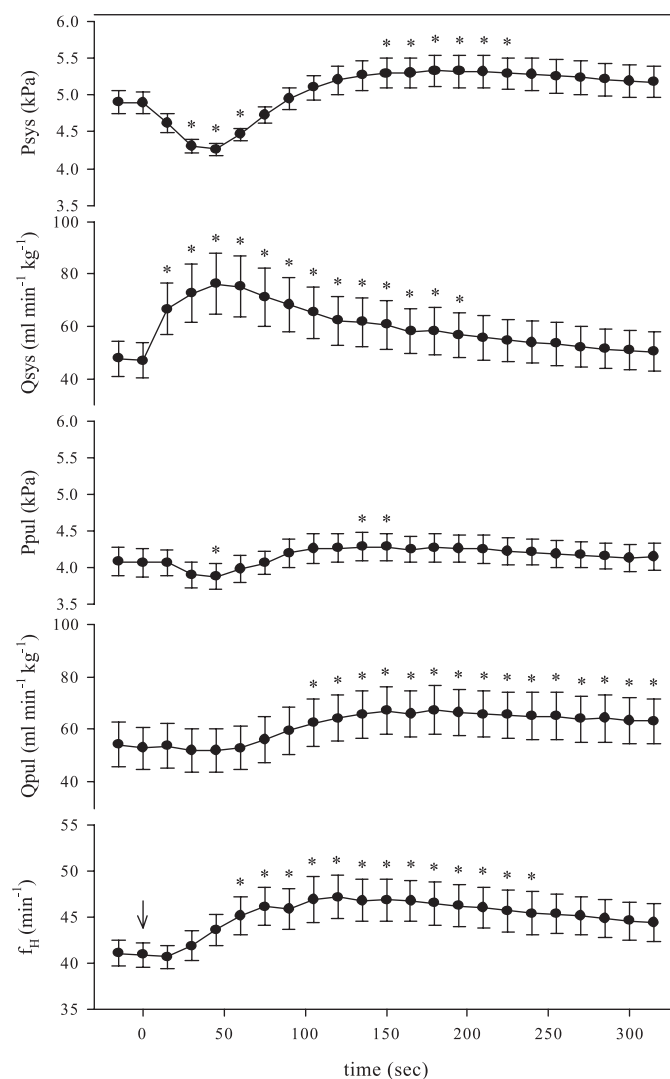 6.0
5.5
5.0
4.5
4.0
3.5
Psys (kPa)
* * * * * * * * *
100
80
60
40
Qsys (ml min-1 kg-1)
* * * * * * * * * * * * *
6.0
5.5
5.0
4.5
4.0
3.5
Ppul (kPa)
* * *
100
80
60
40
Qpul (ml min-1 kg-1)
* * * * * * * * * * * * * * *
55
50
45
40
35
fH (min-1)
* * * * * * * * * * * * *
0 50 100 150 200 250 300
time (sec)